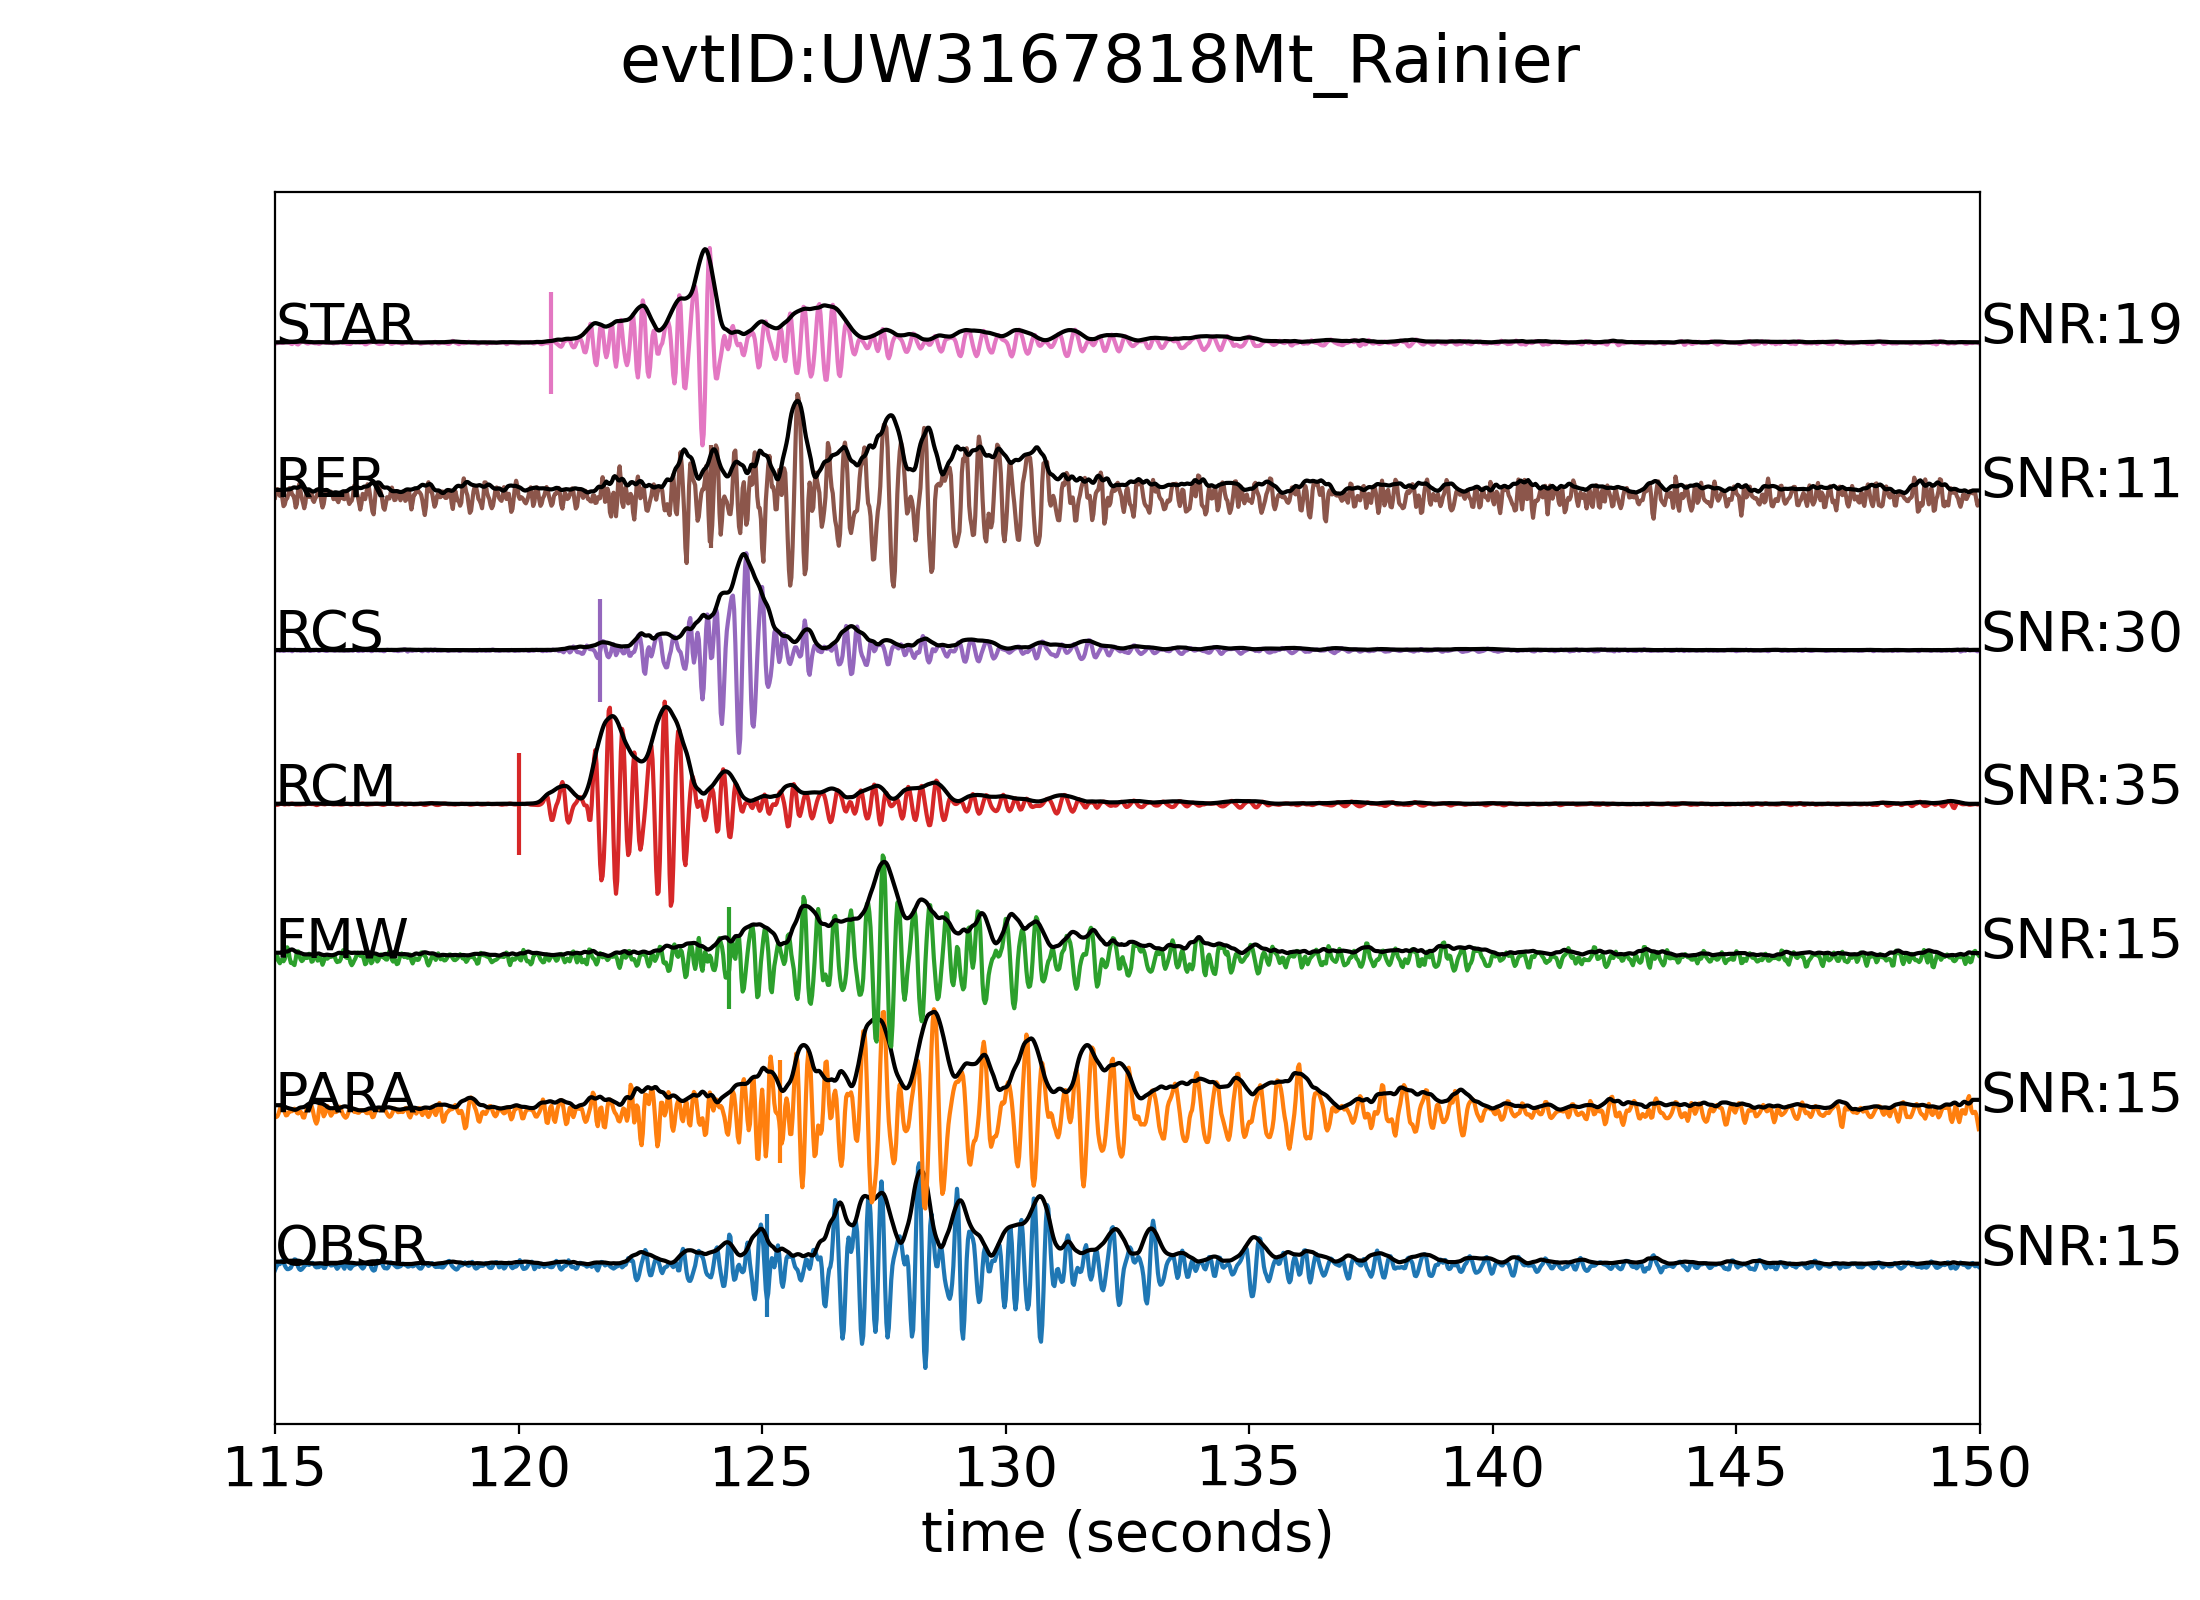 evtID:UW3167818Mt_Rainier
STAR SNR:19
RER SNR:11
RCS SNR:30
RCM SNR:35
FMW SNR:15
PARA SNR:15
OBSR SNR:15
115 120 125 130 135 140 145 150
time (seconds)